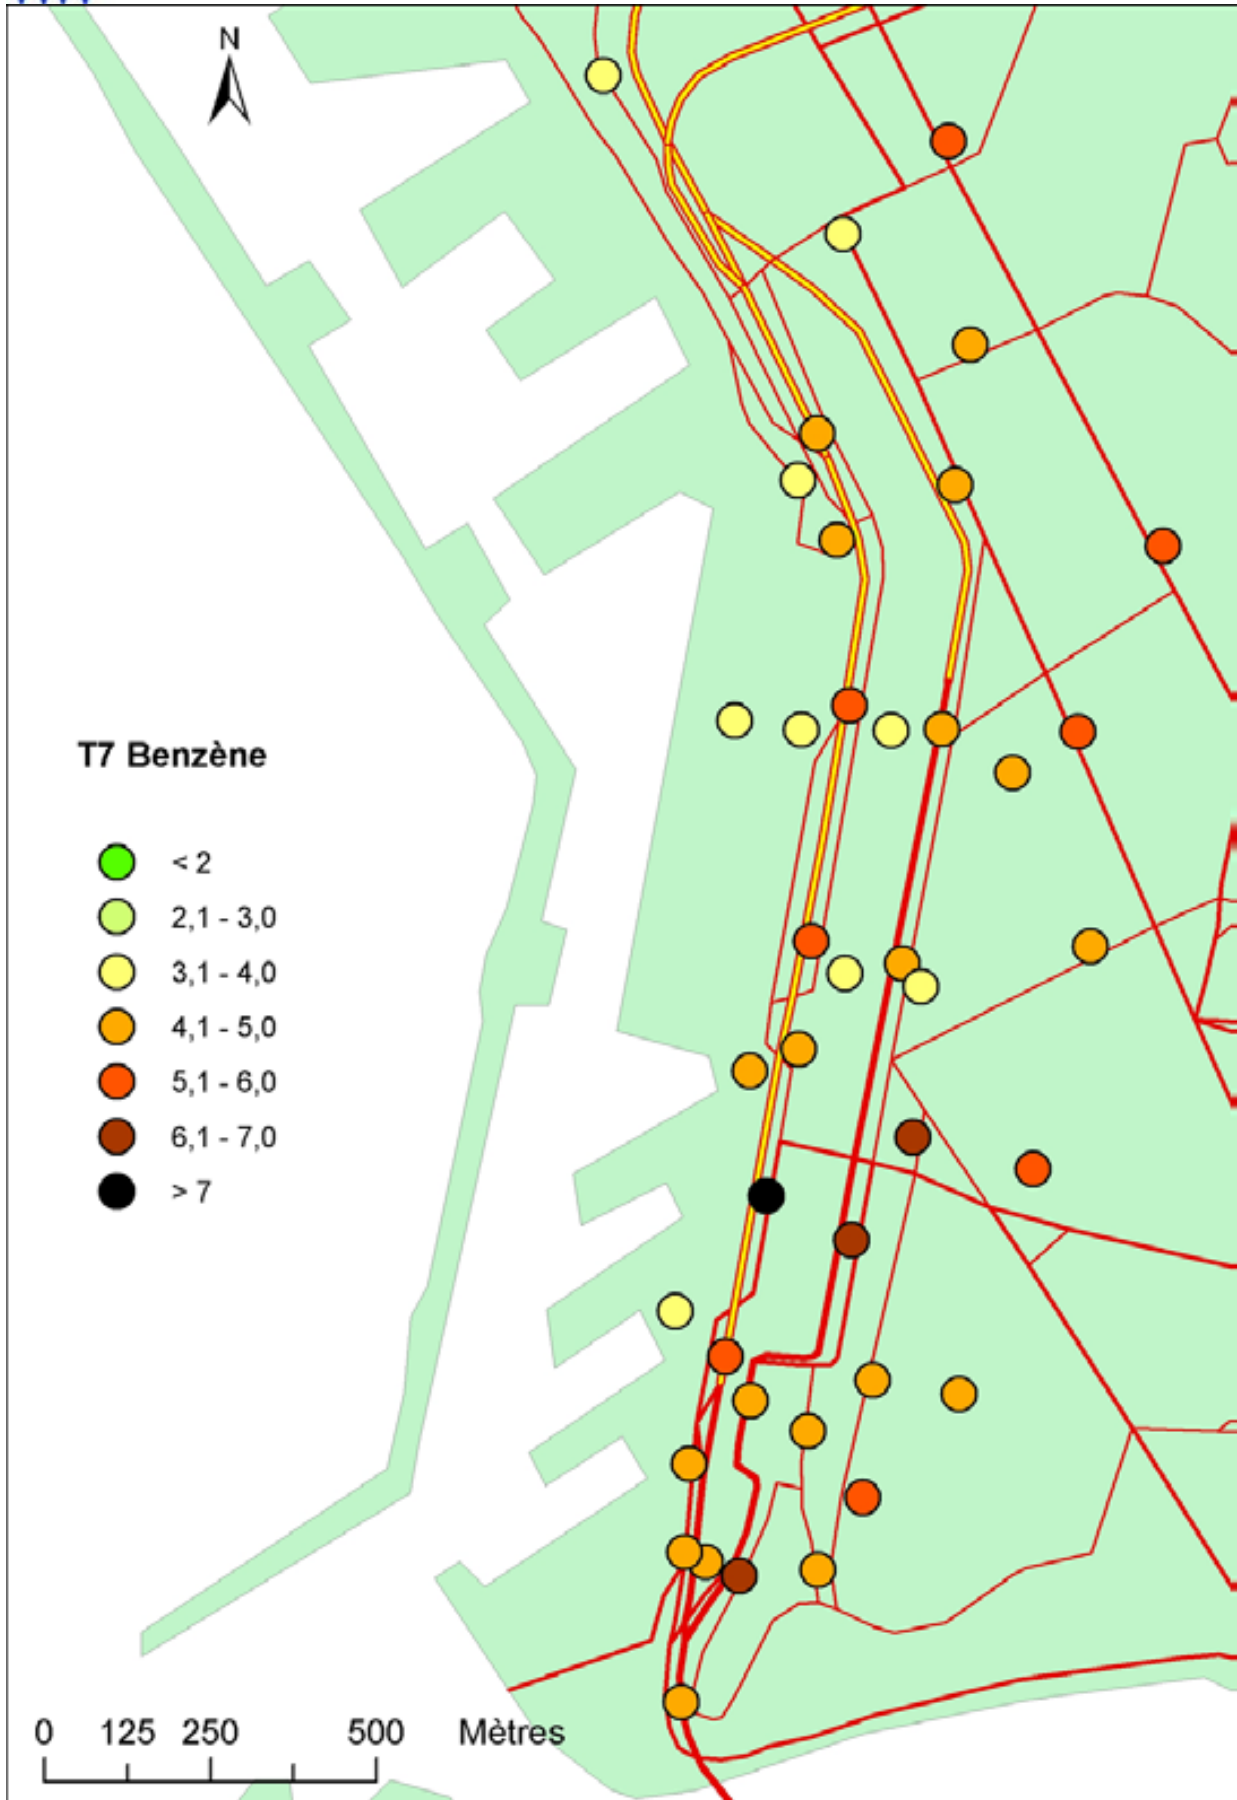 N
T7 Benzène
< 2
2,1 - 3,0
3,1 - 4,0
4,1 - 5,0
5,1 - 6,0
6,1 - 7,0
> 7
0 125 250 500 Mètres